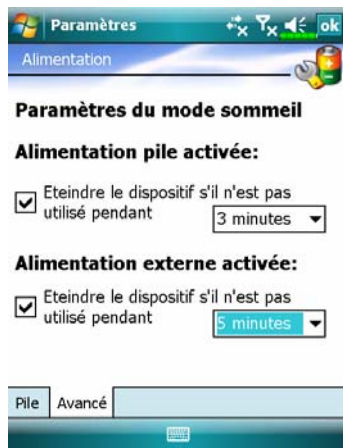 Paramètres ok
Alimentation
Paramètres du mode sommeil
Alimentation pile activée:
Eteindre le dispositif s'il n'est pas
utilisé pendant 3 minutes
Alimentation externe activée:
Eteindre le dispositif s'il n'est pas
utilisé pendant 5 minutes
Pile Avancé